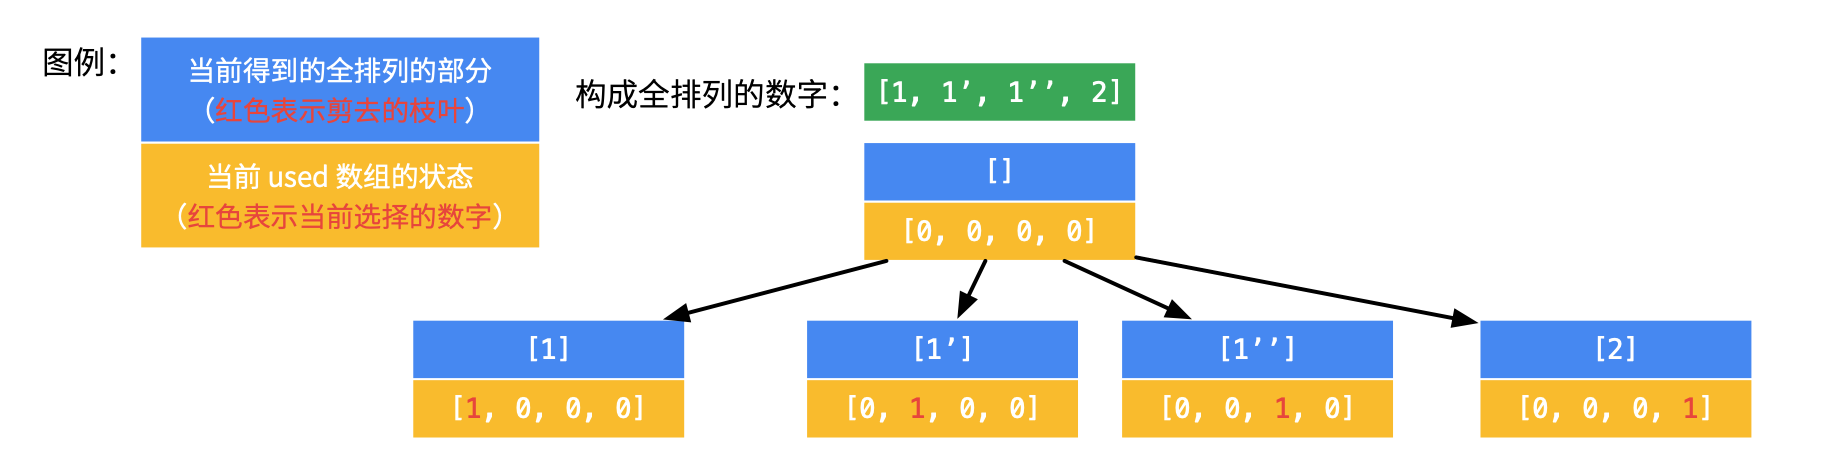 图例：
当前得到的全排列的部分
（红色表示剪去的枝叶）
当前 used 数组的状态
（红色表示当前选择的数字）
构成全排列的数字：
[1, 1’, 1’’, 2]
[]
[0, 0, 0, 0]
[1]
[1, 0, 0, 0]
[1’]
[0, 1, 0, 0]
[1’’]
[0, 0, 1, 0]
[2]
[0, 0, 0, 1]